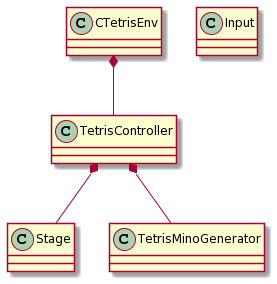 C CTetrisEnv
C Input
C TetrisController
C Stage
C TetrisMinoGenerator